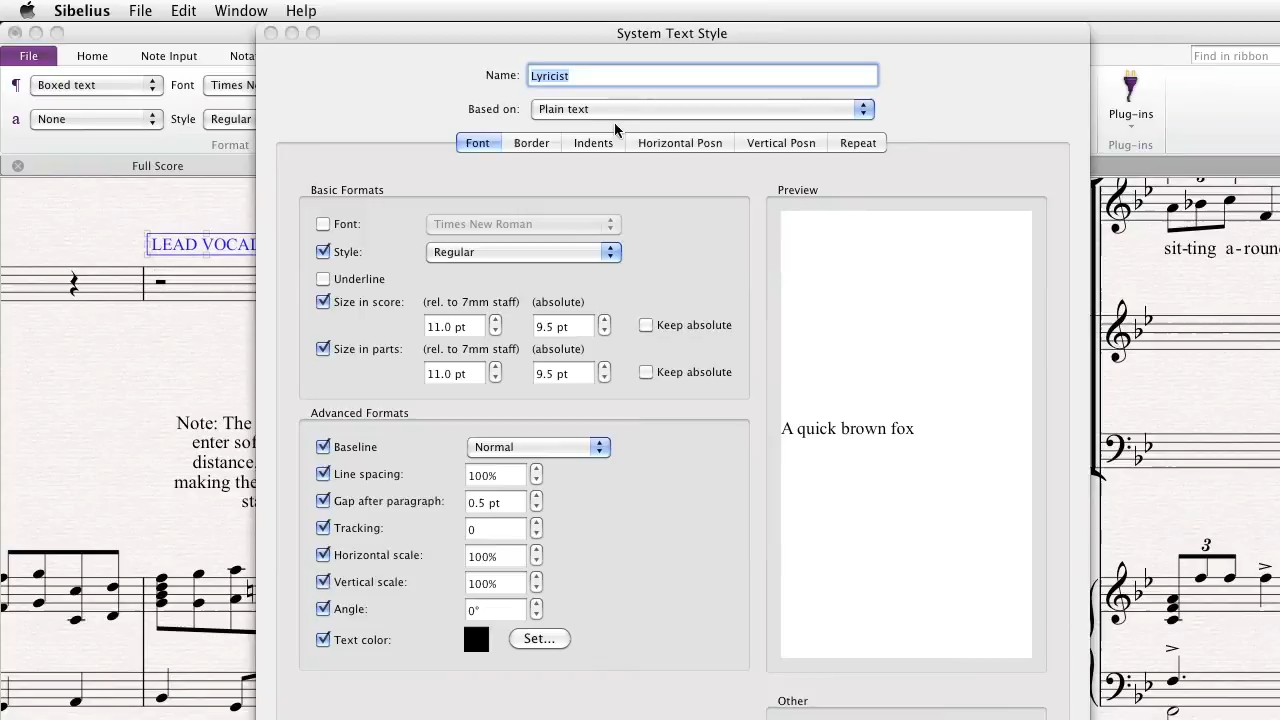 Sibelius File Edit Window Help
System Text Style
File Home Note Input Nota
Find in ribbon
Name: Lyricist
Boxed text Font Times N
Based on: Plain text
a None Style Regular
Plug-ins
Format
Plug-ins
Font Border Indents Horizontal Posn Vertical Posn Repeat
Full Score
Basic Formats
Preview
Font: Times New Roman
LEAD VOCAL
Style: Regular
sit-ting a-roun
Underline
Size in score: (rel. to 7mm staff) (absolute)
11.0 pt 9.5 pt Keep absolute
Size in parts: (rel. to 7mm staff) (absolute)
11.0 pt 9.5 pt Keep absolute
Advanced Formats
Note: The
enter sof
distance.
making the
sta
A quick brown fox
Baseline Normal
Line spacing: 100%
Gap after paragraph: 0.5 pt
Tracking: 0
Horizontal scale: 100%
3
Vertical scale: 100%
Angle: 0°
Text color: Set...
Other